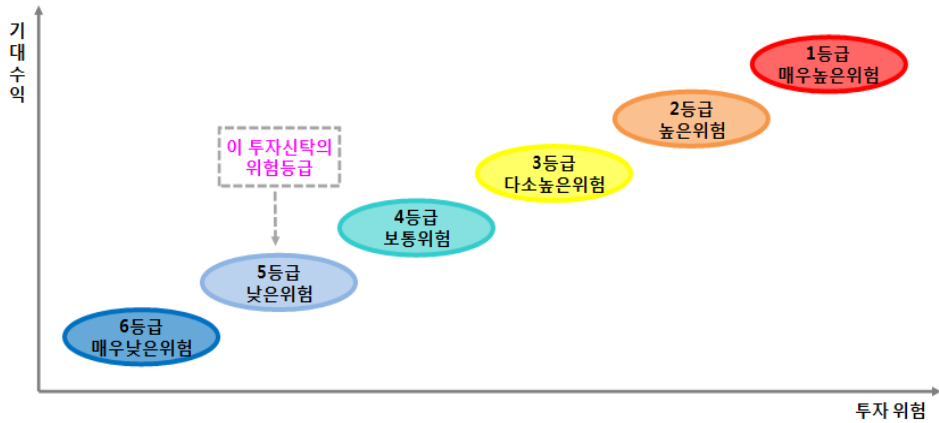 기대수익
1등급
매우높은위험
2등급
높은위험
이 투자신탁의
위험등급
3등급
다소높은위험
4등급
보통위험
5등급
낮은위험
6등급
매우낮은위험
투자 위험